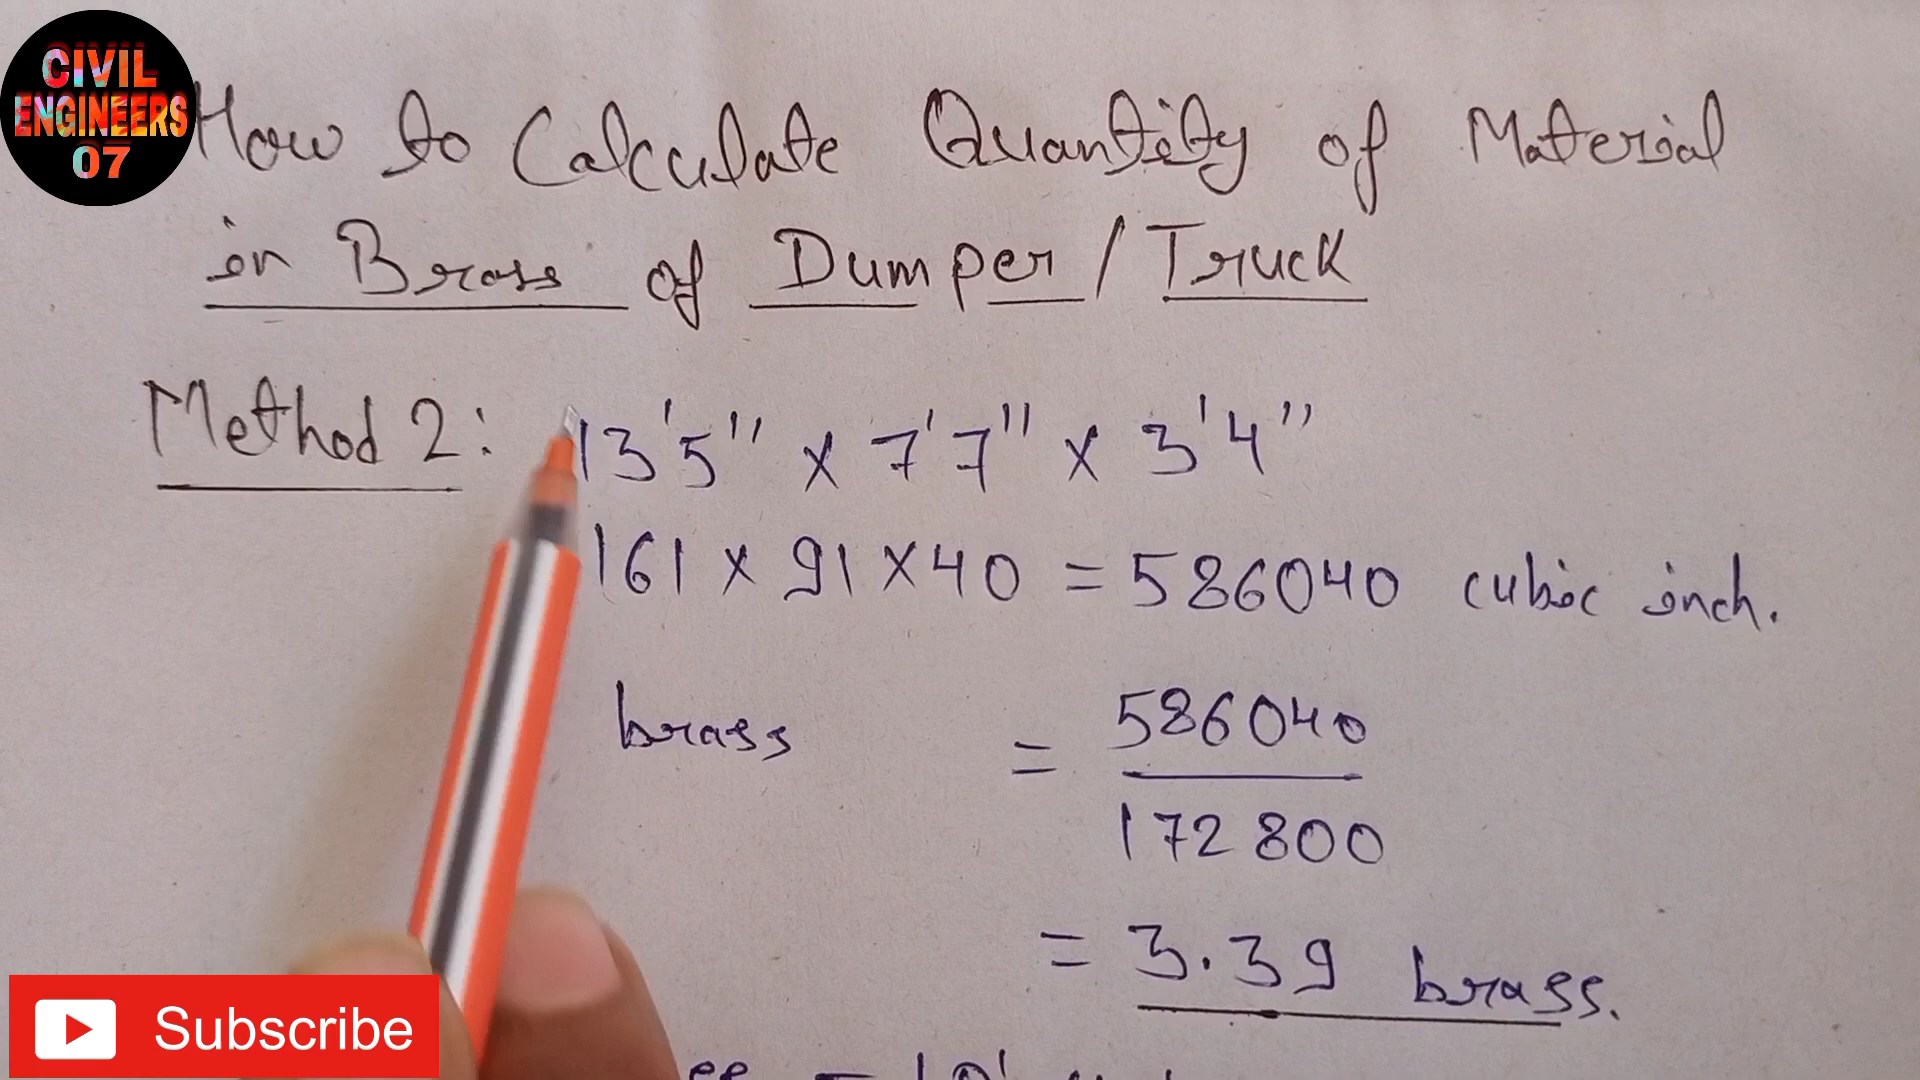 CIVIL
ENGINEERS
07
How to Calculate Quantity of Material
in Brass of Dumper / Truck
Method 2: 13'5" x 7'7" x 3'4"
161 x 91 x 40 = 586040 cubic inch.
brass = 586040
172800
= 3.39 brass.
Subscribe